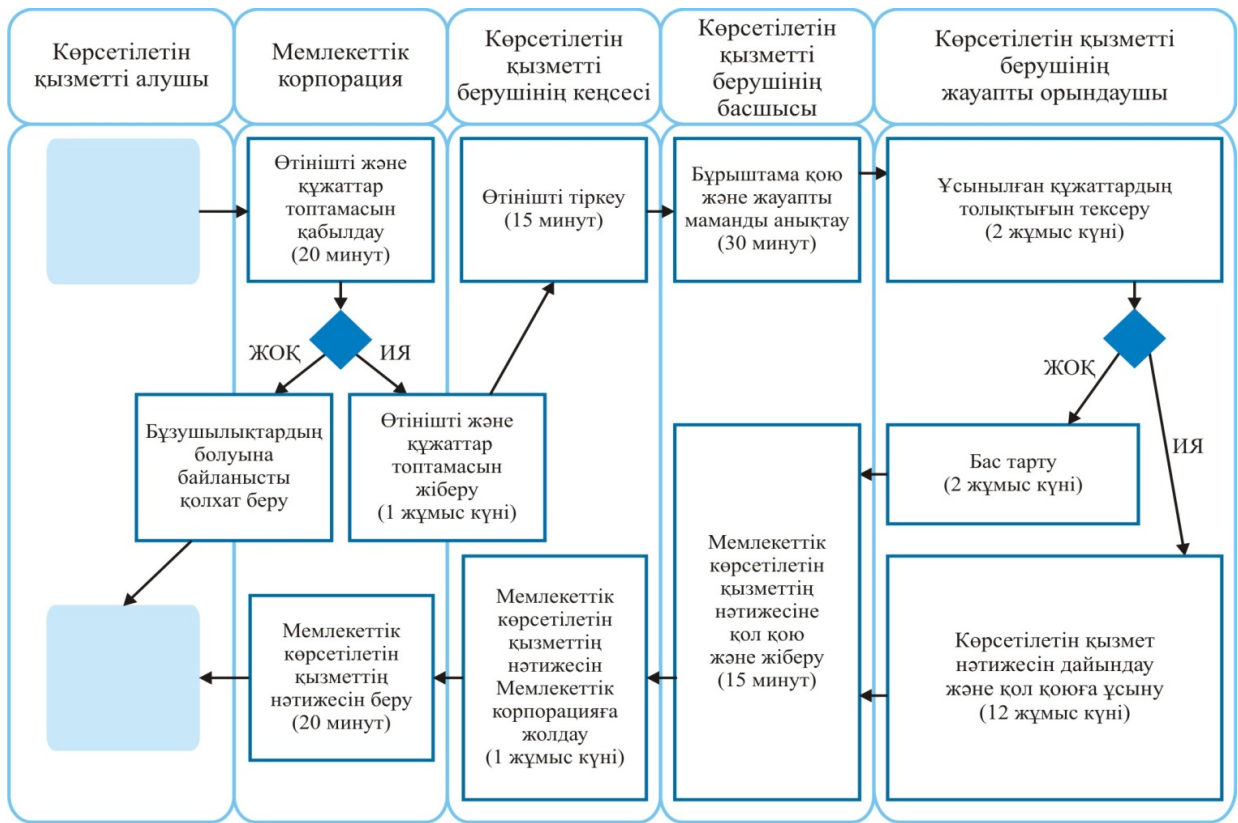 Көрсетілетін
қызметті алушы
Мемлекеттік
корпорация
Көрсетілетін
қызметті
берушінің кеңсесі
Көрсетілетін
қызметті
берушінің
басшысы
Көрсетілетін қызметті
берушінің
жауапты орындаушы
Өтінішті және
құжаттар
топтамасын
қабылдау
(20 минут)
Өтінішті тіркеу
(15 минут)
Бұрыштама қою
және жауапты
маманды анықтау
(30 минут)
Ұсынылған құжаттардың
толықтығын тексеру
(2 жұмыс күні)
ЖОҚ
ИЯ
ЖОҚ
ИЯ
Бұзушылықтардың
болуына
байланысты
қолхат беру
Өтінішті және
құжаттар
топтамасын
жіберу
(1 жұмыс күні)
Бас тарту
(2 жұмыс күні)
Мемлекеттік
көрсетілетін
қызметтің
нәтижесін беру
(20 минут)
Мемлекеттік
көрсетілетін
қызметтің
нәтижесін
Мемлекеттік
корпорацияға
жолдау
(1 жұмыс күні)
Мемлекеттік
көрсетілетін
қызметтің
нәтижесіне
қол қою
және жіберу
(15 минут)
Көрсетілетін қызмет
нәтижесін дайындау
және қол қоюға ұсыну
(12 жұмыс күні)